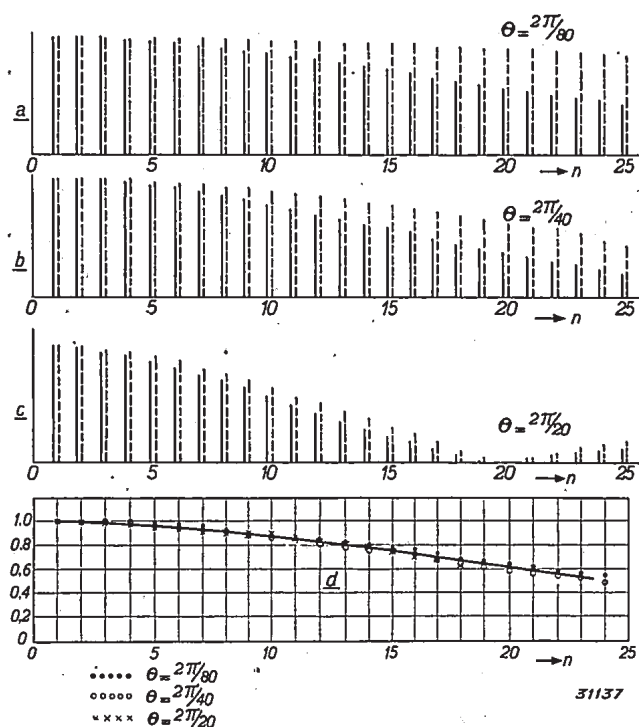 Θ = 2π/80
a
0 5 10 15 20 25
→ n
b
Θ = 2π/40
0 5 10 15 20 25
→ n
c
Θ = 2π/20
0 5 10 15 20 25
→ n
1.0
0.8
0,6
0,4
0,2
0
d
0 5 10 15 20 25
→ n
••••• Θ = 2π/80
ooooo Θ = 2π/40
x x x x Θ = 2π/20
31137